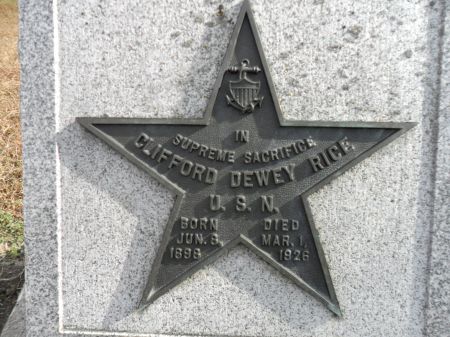 IN
SUPREME SACRIFICE
CLIFFORD DEWEY RICE
U. S. N.
BORN DIED
JUN. 8, MAR. 1,
1898 1926